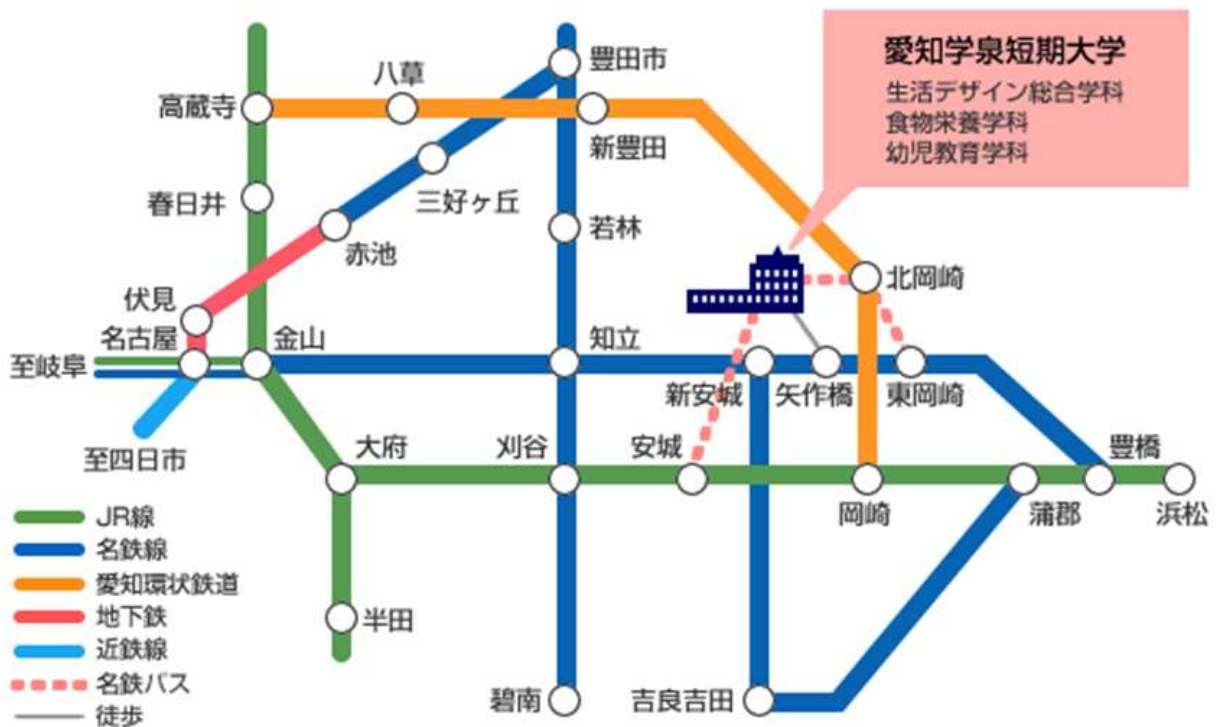 愛知学泉短期大学
生活デザイン総合学科
食物栄養学科
幼児教育学科
豊田市
八草
高蔵寺
新豊田
春日井
三好ヶ丘
若林
赤池
北岡崎
伏見
名古屋
金山
知立
至岐阜
新安城
矢作橋
東岡崎
至四日市
大府
刈谷
安城
豊橋
岡崎
蒲郡
浜松
JR線
名鉄線
愛知環状鉄道
地下鉄
半田
近鉄線
名鉄バス
碧南
吉良吉田
徒歩